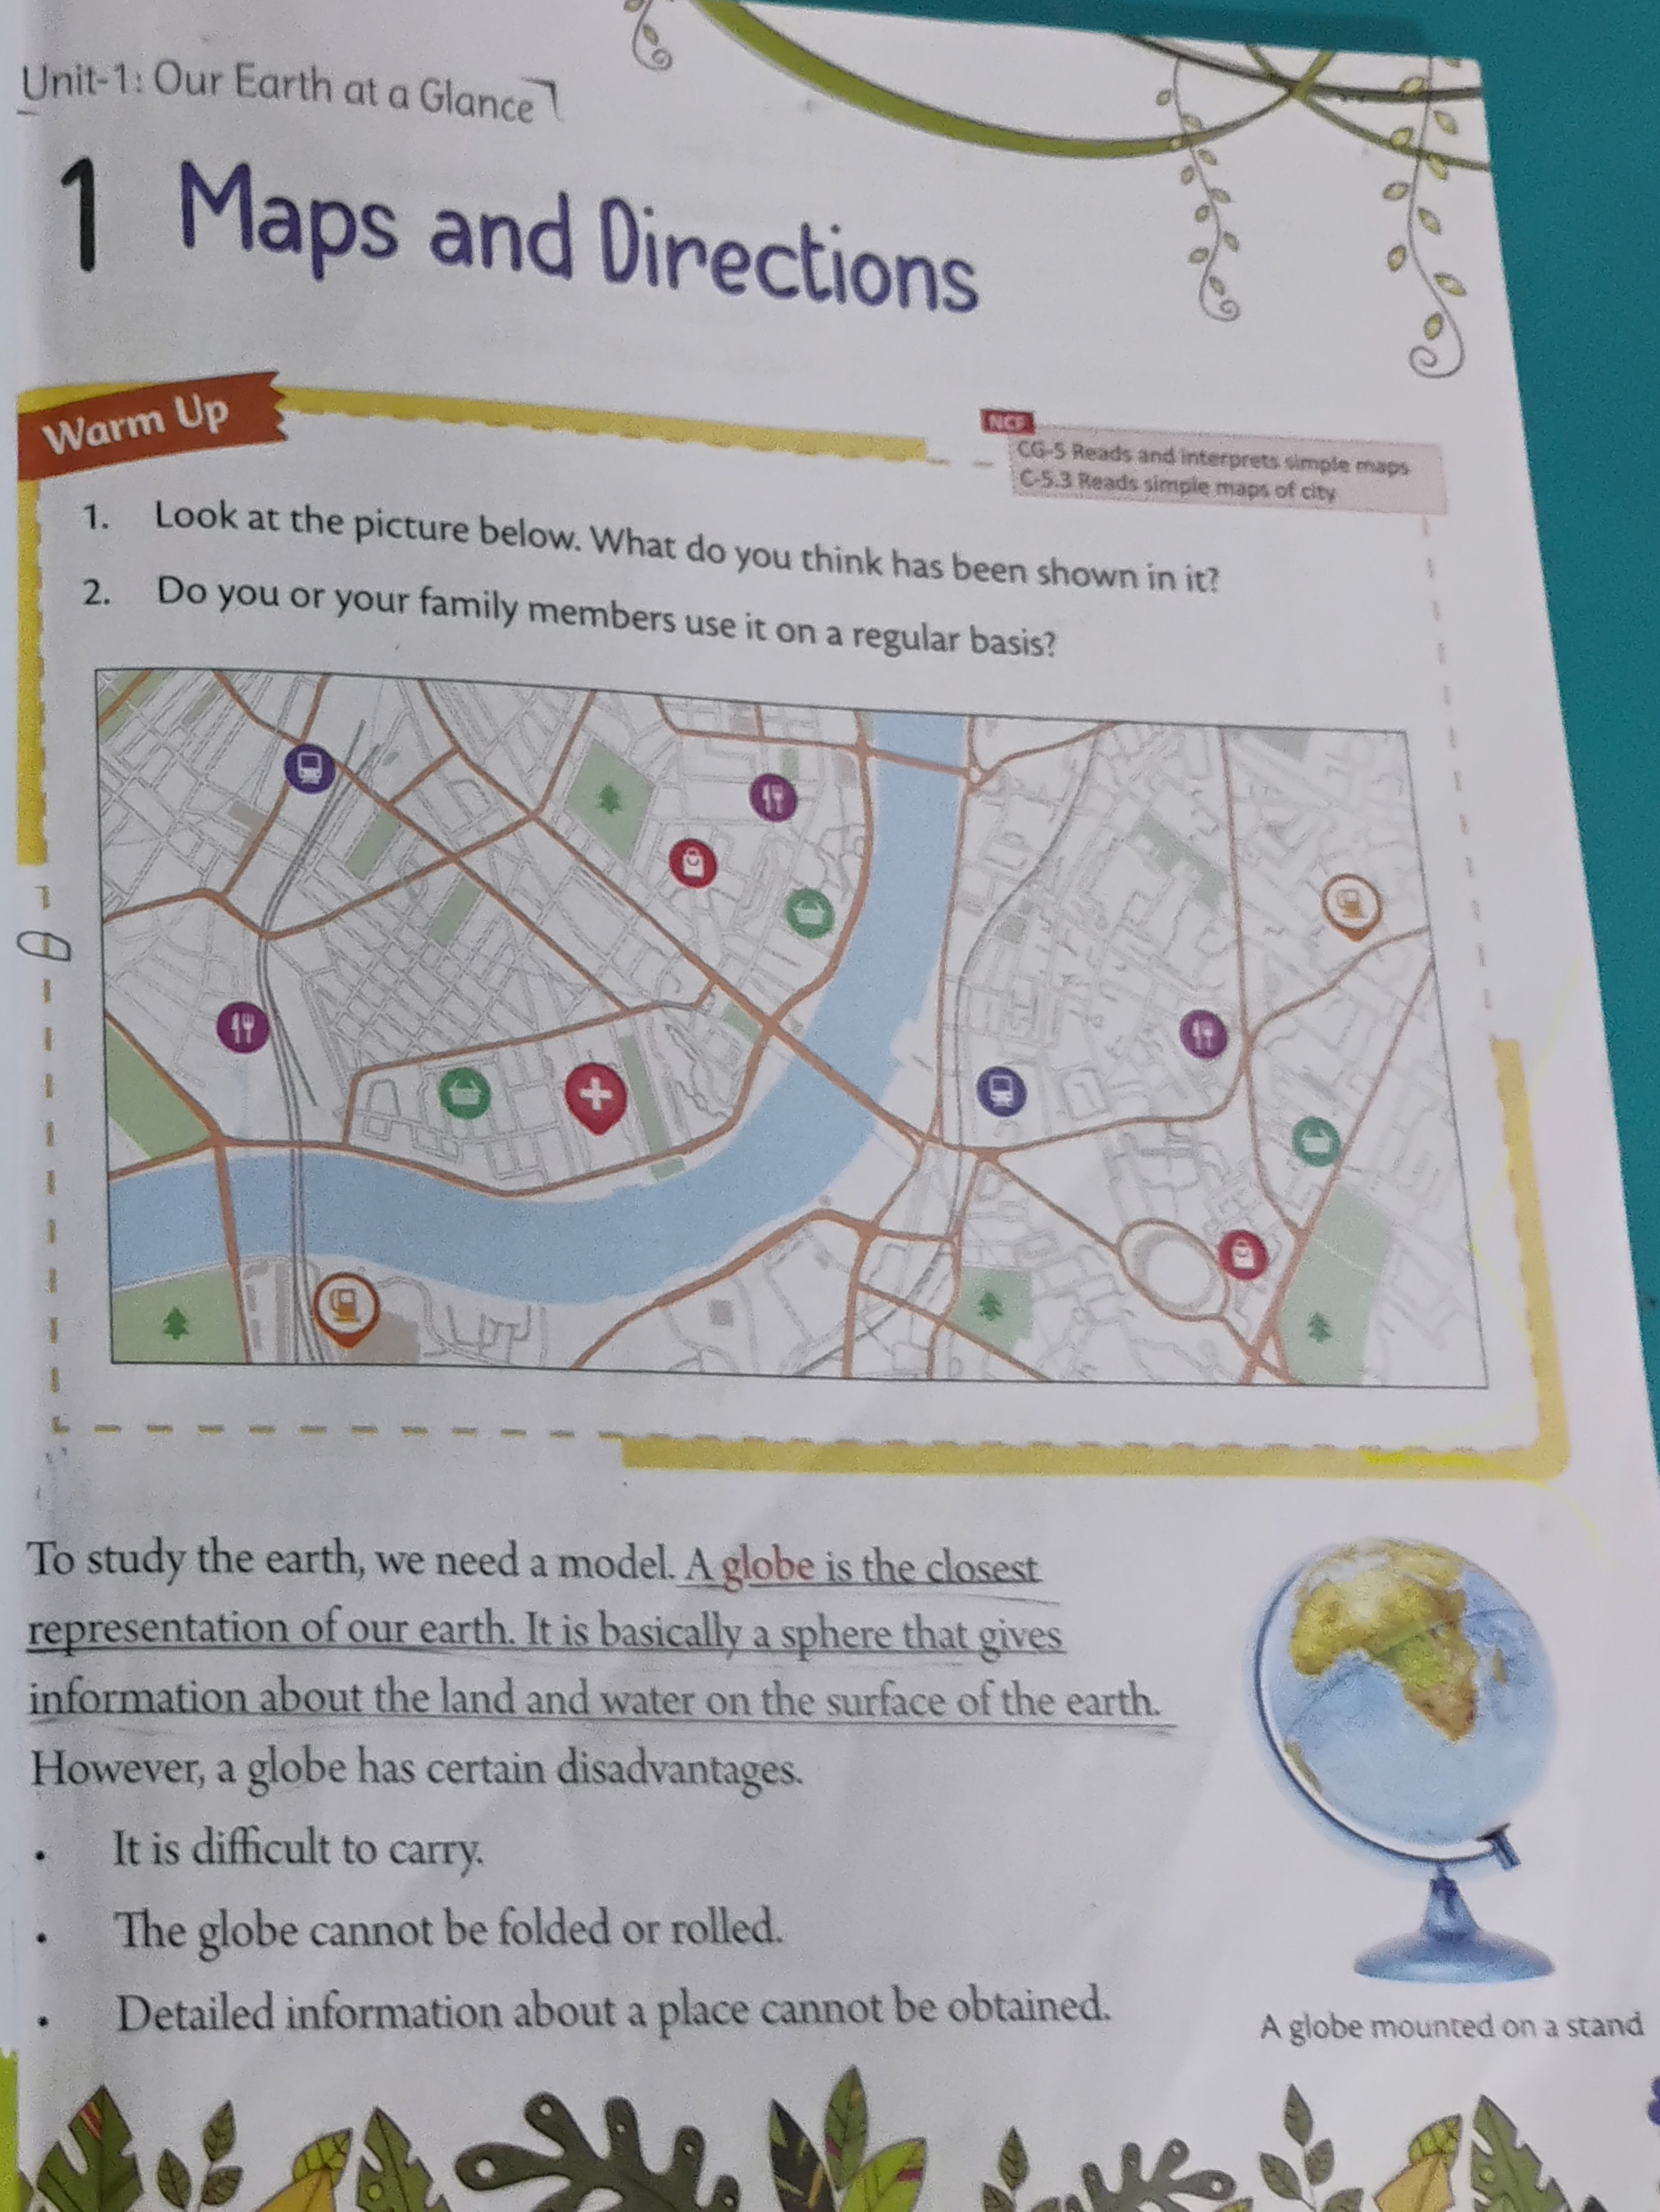 Unit-1: Our Earth at a Glance
1 Maps and Directions
Warm Up
NCF
CG-5 Reads and interprets simple maps
C-5.3 Reads simple maps of city
1. Look at the picture below. What do you think has been shown in it?
2. Do you or your family members use it on a regular basis?
To study the earth, we need a model. A globe is the closest
representation of our earth. It is basically a sphere that gives
information about the land and water on the surface of the earth.
However, a globe has certain disadvantages.
• It is difficult to carry.
• The globe cannot be folded or rolled.
• Detailed information about a place cannot be obtained.
A globe mounted on a stand